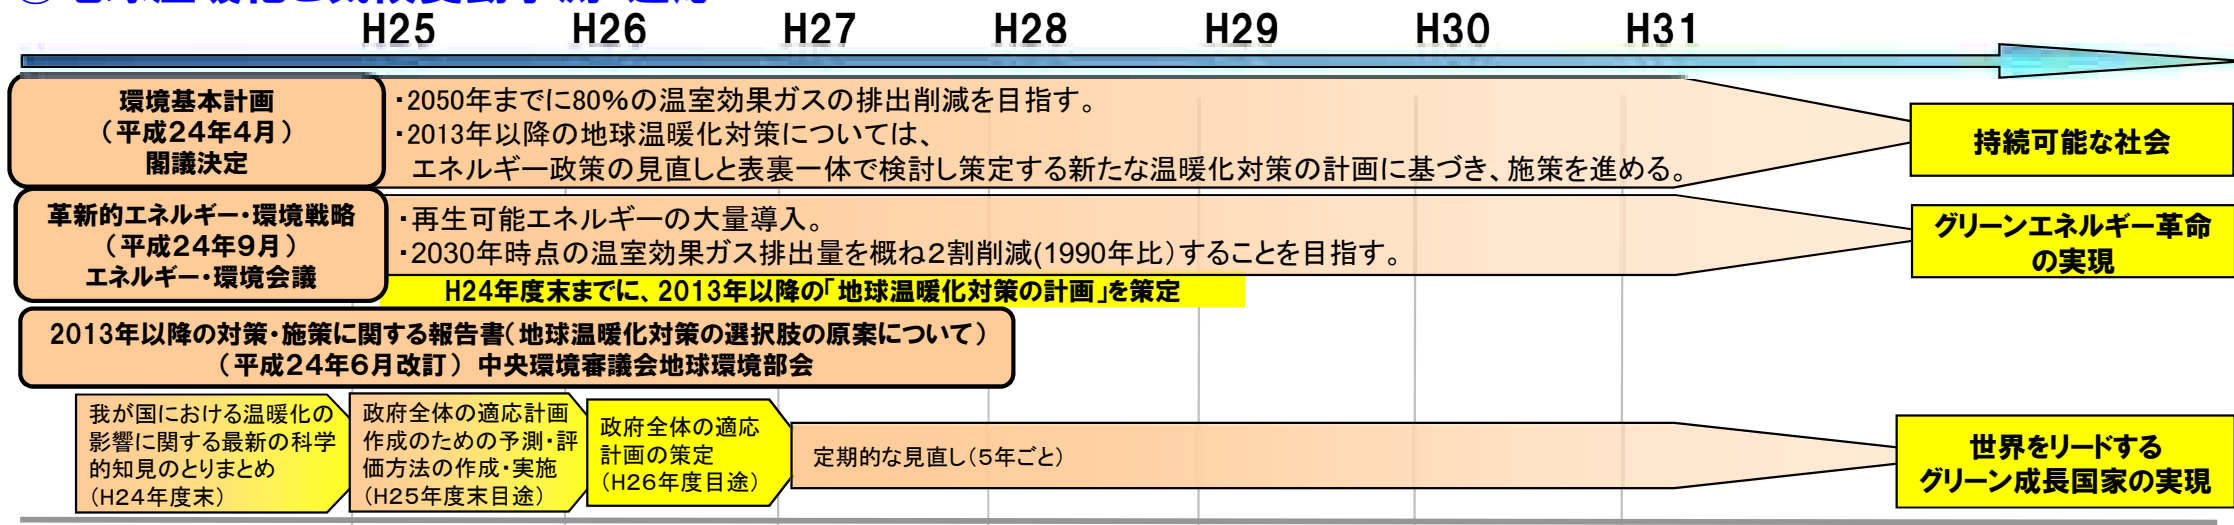 H25 H26 H27 H28 H29 H30 H31
環境基本計画
（平成24年4月）
閣議決定
・2050年までに80％の温室効果ガスの排出削減を目指す。
・2013年以降の地球温暖化対策については、
エネルギー政策の見直しと表裏一体で検討し策定する新たな温暖化対策の計画に基づき、施策を進める。
持続可能な社会
革新的エネルギー・環境戦略
（平成24年9月）
エネルギー・環境会議
・再生可能エネルギーの大量導入。
・2030年時点の温室効果ガス排出量を概ね２割削減(1990年比）することを目指す。
グリーンエネルギー革命
の実現
H24年度末までに、2013年以降の「地球温暖化対策の計画」を策定
2013年以降の対策・施策に関する報告書（地球温暖化対策の選択肢の原案について）
（平成24年6月改訂） 中央環境審議会地球環境部会
我が国における温暖化の
影響に関する最新の科学
的知見のとりまとめ
（H24年度末）
政府全体の適応計画
作成のための予測・評
価方法の作成・実施
（H25年度末目途）
政府全体の適応
計画の策定
（H26年度目途）
定期的な見直し（５年ごと）
世界をリードする
グリーン成長国家の実現